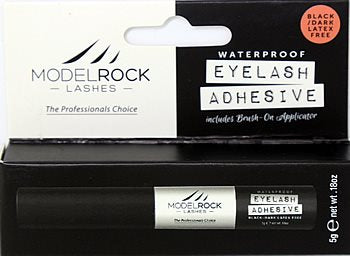 MODELROCK
LASHES
The Professionals Choice
BLACK/
/DARK
LATEX
FREE
WATERPROOF
EYELASH
ADHESIVE
includes Brush-On Applicator
MODELROCK
LASHES
The Professionals Choice
WATERPROOF
EYELASH
ADHESIVE
BLACK/DARK LATEX FREE
5g e net wt .18oz